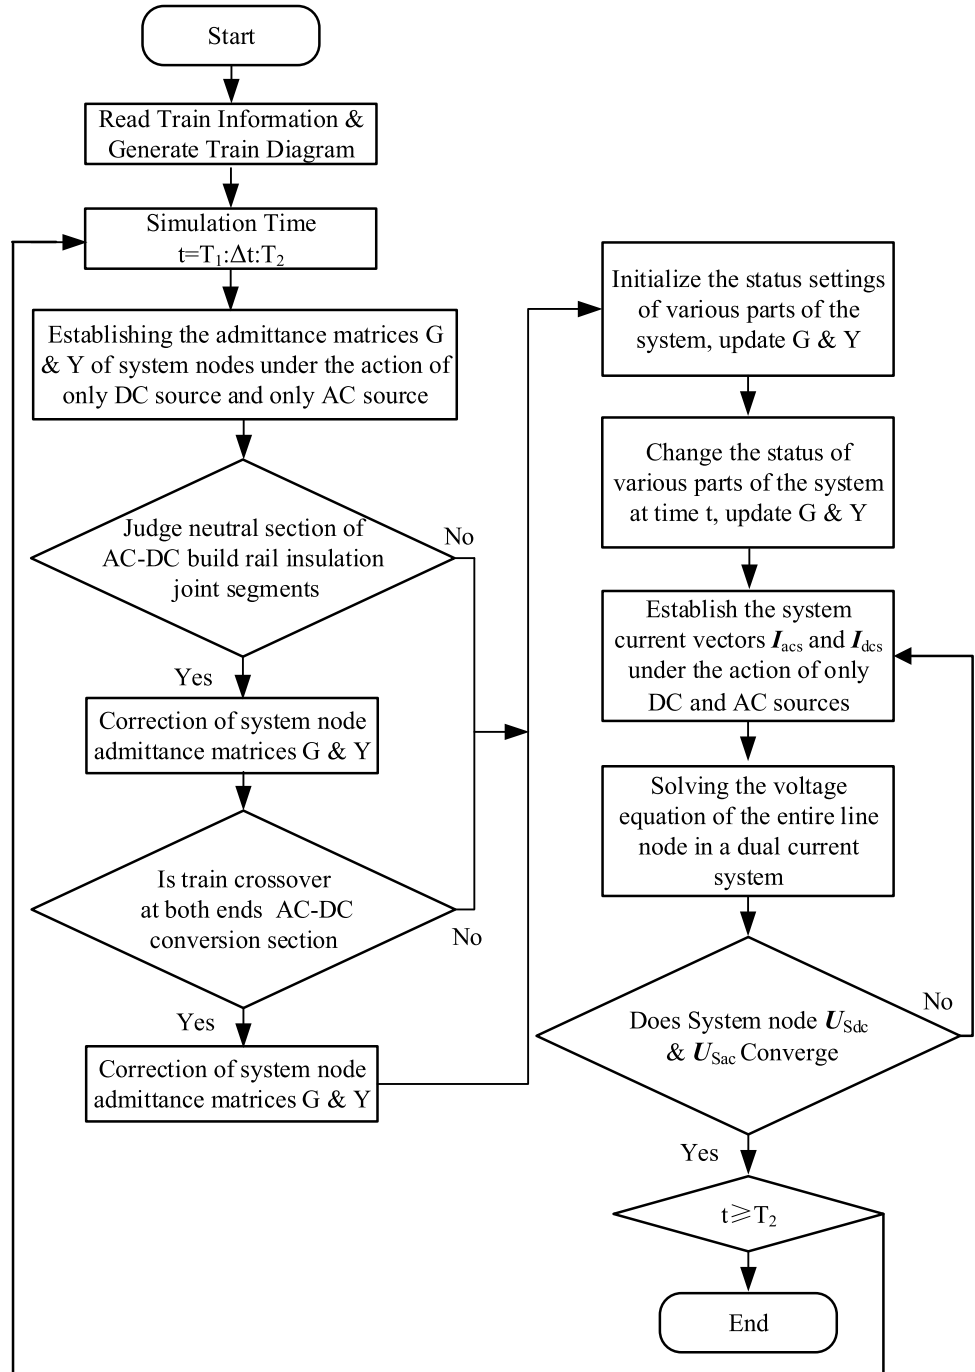 Start
Read Train Information &
Generate Train Diagram
Simulation Time
t=T₁:Δt:T₂
Establishing the admittance matrices G
& Y of system nodes under the action of
only DC source and only AC source
Judge neutral section of
AC-DC build rail insulation
joint segments
No
Yes
Correction of system node
admittance matrices G & Y
Is train crossover
at both ends AC-DC
conversion section
No
Yes
Correction of system node
admittance matrices G & Y
Initialize the status settings
of various parts of the
system, update G & Y
Change the status of
various parts of the system
at time t, update G & Y
Establish the system
current vectors Iacs and Idcs
under the action of only
DC and AC sources
Solving the voltage
equation of the entire line
node in a dual current
system
Does System node USdc
& USac Converge
No
Yes
t⩾T₂
End